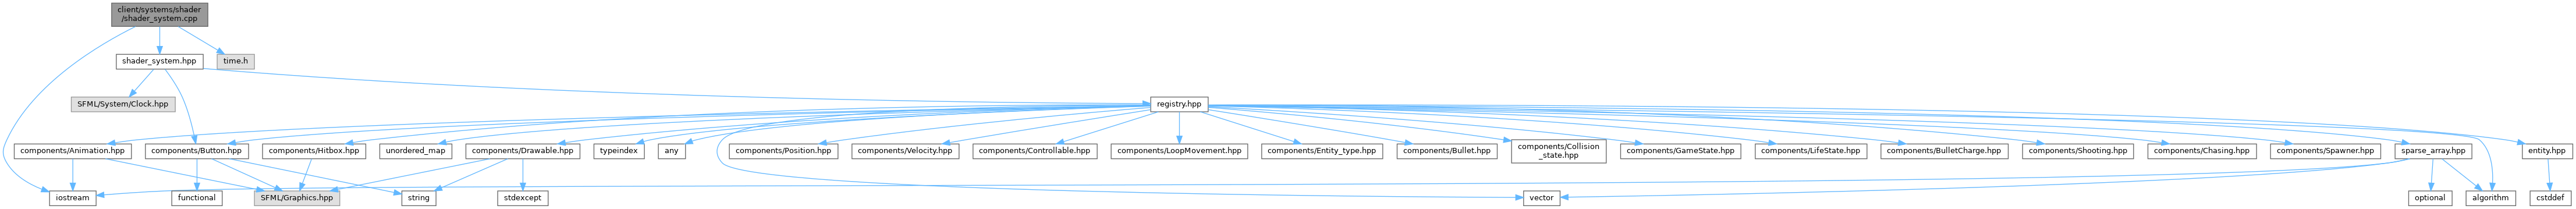 client/systems/shader
/shader_system.cpp
shader_system.hpp
time.h
SFML/System/Clock.hpp
registry.hpp
components/Animation.hpp
components/Button.hpp
components/Hitbox.hpp
unordered_map
components/Drawable.hpp
typeindex
any
components/Position.hpp
components/Velocity.hpp
components/Controllable.hpp
components/LoopMovement.hpp
components/Entity_type.hpp
components/Bullet.hpp
components/Collision
_state.hpp
components/GameState.hpp
components/LifeState.hpp
components/BulletCharge.hpp
components/Shooting.hpp
components/Chasing.hpp
components/Spawner.hpp
sparse_array.hpp
entity.hpp
iostream
functional
SFML/Graphics.hpp
string
stdexcept
vector
optional
algorithm
cstddef